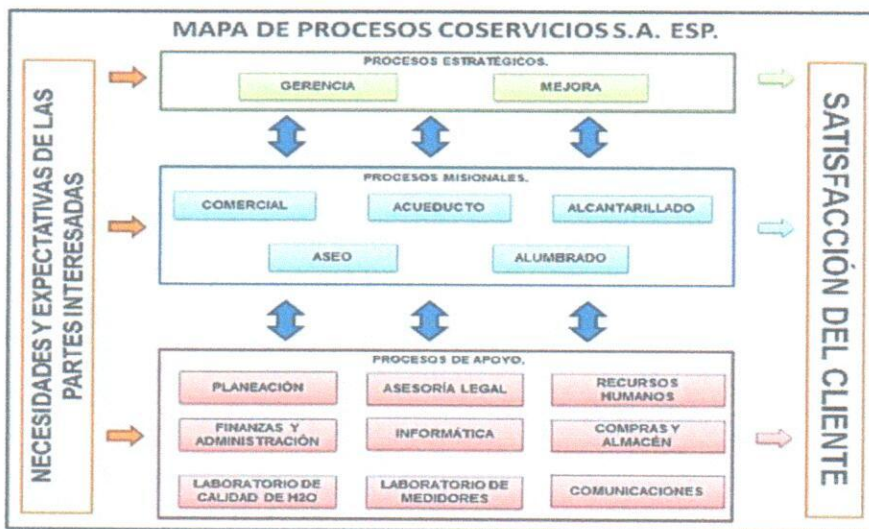 MAPA DE PROCESOS COSERVICIOS S.A. ESP.
NECESIDADES Y EXPECTATIVAS DE LAS
PARTES INTERESADAS
PROCESOS ESTRATÉGICOS.
GERENCIA
MEJORA
PROCESOS MISIONALES.
COMERCIAL
ACUEDUCTO
ALCANTARILLADO
ASEO
ALUMBRADO
PROCESOS DE APOYO.
PLANEACIÓN
ASESORÍA LEGAL
RECURSOS
HUMANOS
FINANZAS Y
ADMINISTRACIÓN
INFORMÁTICA
COMPRAS Y
ALMACÉN
LABORATORIO DE
CALIDAD DE H2O
LABORATORIO DE
MEDIDORES
COMUNICACIONES
SATISFACCIÓN DEL CLIENTE